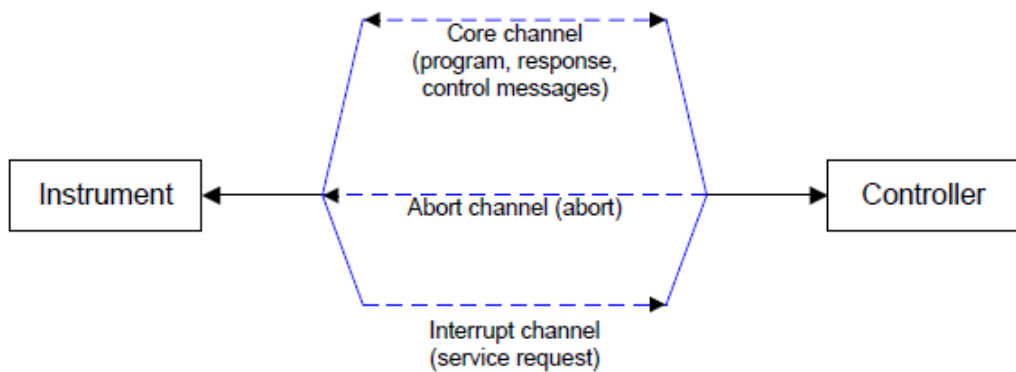 Core channel
(program, response,
control messages)
Instrument
Abort channel (abort)
Controller
Interrupt channel
(service request)